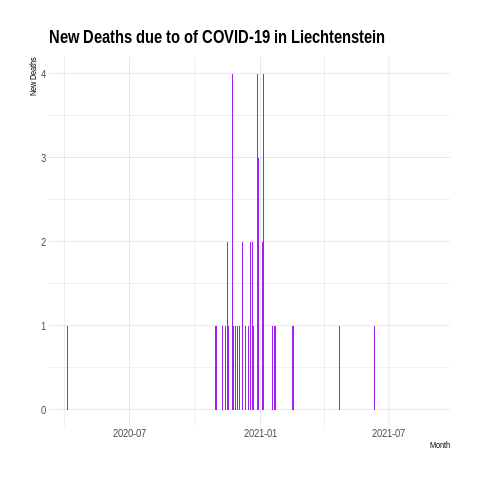 New Deaths due to of COVID-19 in Liechtenstein
New Deaths
4
3
2
1
0
2020-07 2021-01 2021-07
Month